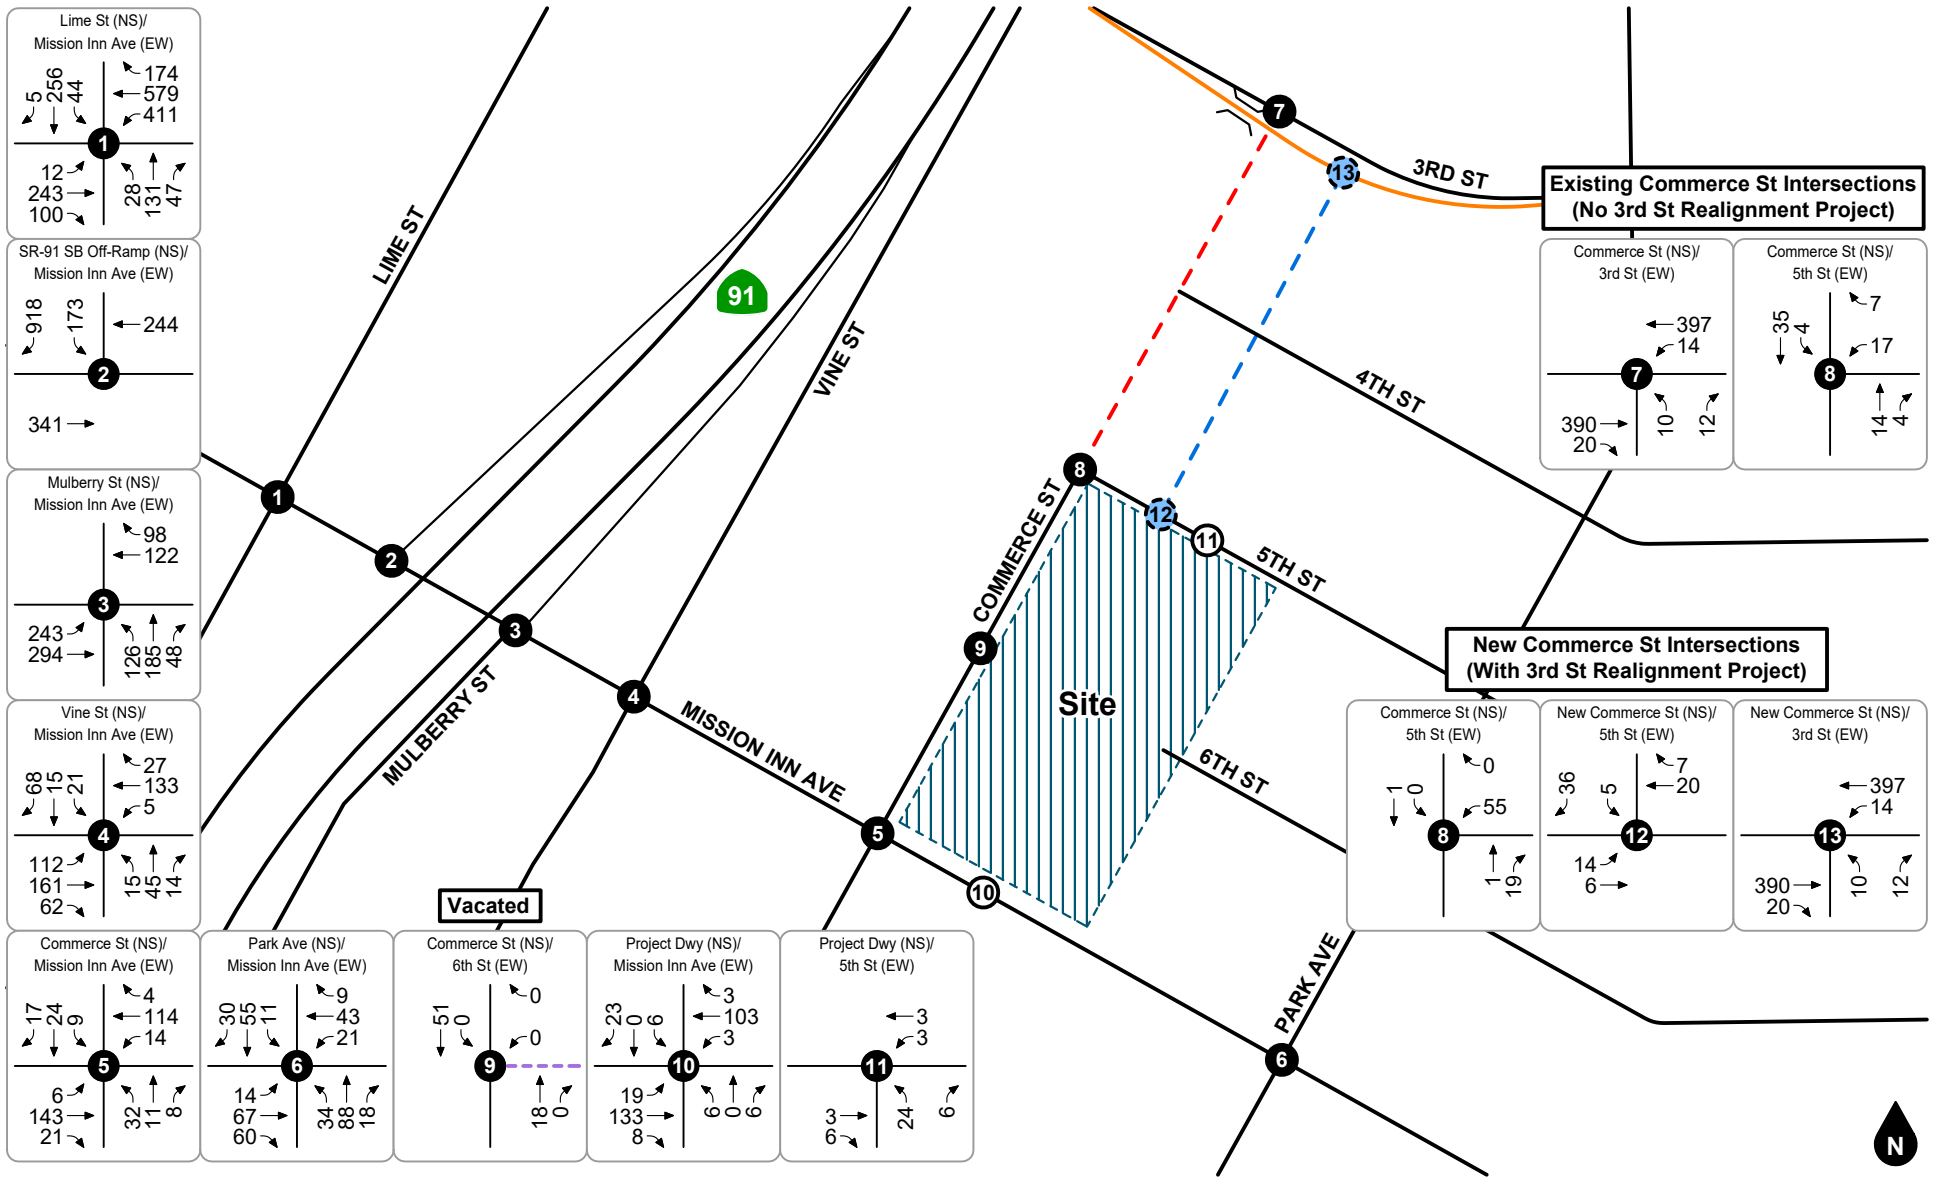 Lime St (NS)/
Mission Inn Ave (EW)
5 256 44
174
579
411
1
12
243
100
28 131 47
SR-91 SB Off-Ramp (NS)/
Mission Inn Ave (EW)
918 173
244
2
341
Mulberry St (NS)/
Mission Inn Ave (EW)
98
122
3
243
294
126 185 48
Vine St (NS)/
Mission Inn Ave (EW)
68 15 21
27
133
5
4
112
161
62
15 45 14
Commerce St (NS)/
Mission Inn Ave (EW)
17 24 9
4
114
14
5
6
143
21
32 11 8
Park Ave (NS)/
Mission Inn Ave (EW)
30 55 11
9
43
21
6
14
67
60
34 88 18
Vacated
Commerce St (NS)/
6th St (EW)
51 0
0
0
9
18 0
Project Dwy (NS)/
Mission Inn Ave (EW)
23 0 6
3
103
3
10
19
133
8
6 0 6
Project Dwy (NS)/
5th St (EW)
3
3
11
3
6
24 6
LIME ST
91
VINE ST
MULBERRY ST
MISSION INN AVE
COMMERCE ST
3RD ST
4TH ST
5TH ST
6TH ST
PARK AVE
Site
1
2
3
4
5
6
7
8
9
10
11
12
13
Existing Commerce St Intersections
(No 3rd St Realignment Project)
Commerce St (NS)/
3rd St (EW)
397
14
7
390
20
10 12
Commerce St (NS)/
5th St (EW)
35 4
7
17
8
14 4
New Commerce St Intersections
(With 3rd St Realignment Project)
Commerce St (NS)/
5th St (EW)
1 0
0
55
8
1 19
New Commerce St (NS)/
5th St (EW)
36 5
7
20
12
14
6
New Commerce St (NS)/
3rd St (EW)
397
14
13
390
20
10 12
N